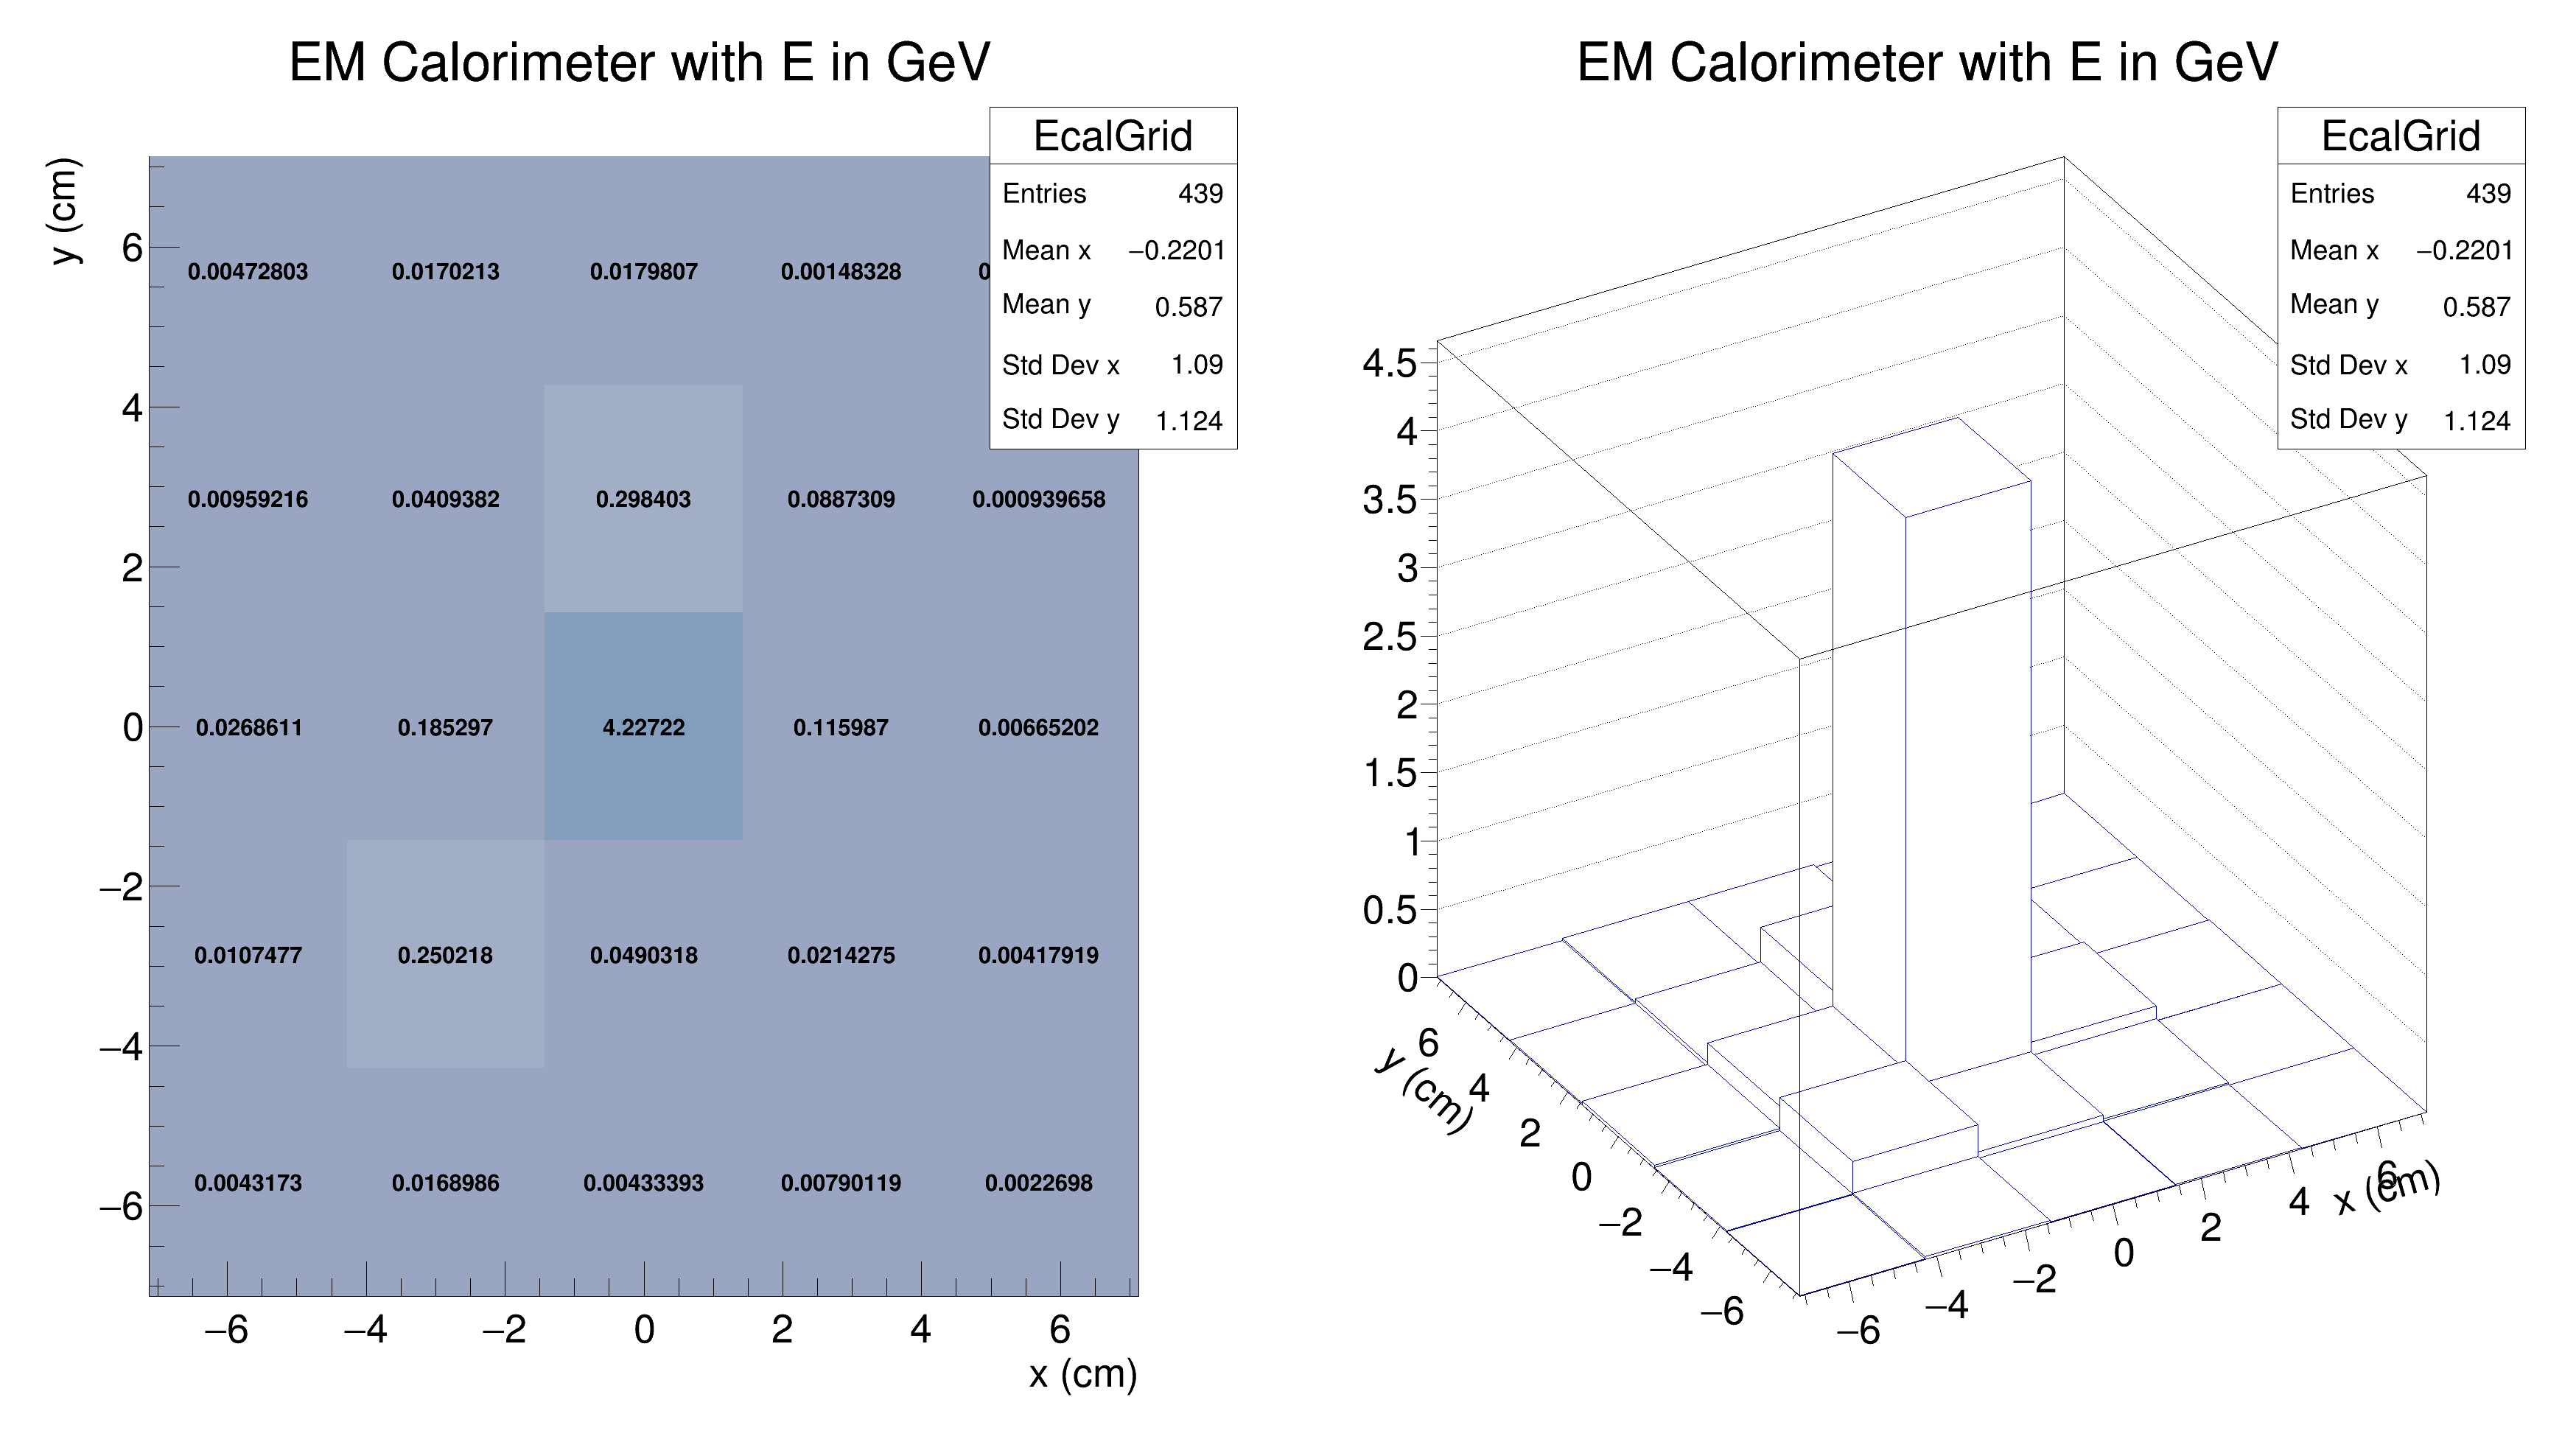 EM Calorimeter with E in GeV
EcalGrid
Entries 439
Mean x −0.2201
Mean y 0.587
Std Dev x 1.09
Std Dev y 1.124
y (cm)
6
4
2
0
−2
−4
−6
0.00472803 0.0170213 0.0179807 0.00148328
0.00959216 0.0409382 0.298403 0.0887309 0.000939658
0.0268611 0.185297 4.22722 0.115987 0.00665202
0.0107477 0.250218 0.0490318 0.0214275 0.00417919
0.0043173 0.0168986 0.00433393 0.00790119 0.0022698
−6 −4 −2 0 2 4 6
x (cm)
EM Calorimeter with E in GeV
EcalGrid
Entries 439
Mean x −0.2201
Mean y 0.587
Std Dev x 1.09
Std Dev y 1.124
4.5
4
3.5
3
2.5
2
1.5
1
0.5
0
y (cm)
6
4
2
0
−2
−4
−6
−6 −4 −2 0 2 4 6
x (cm)